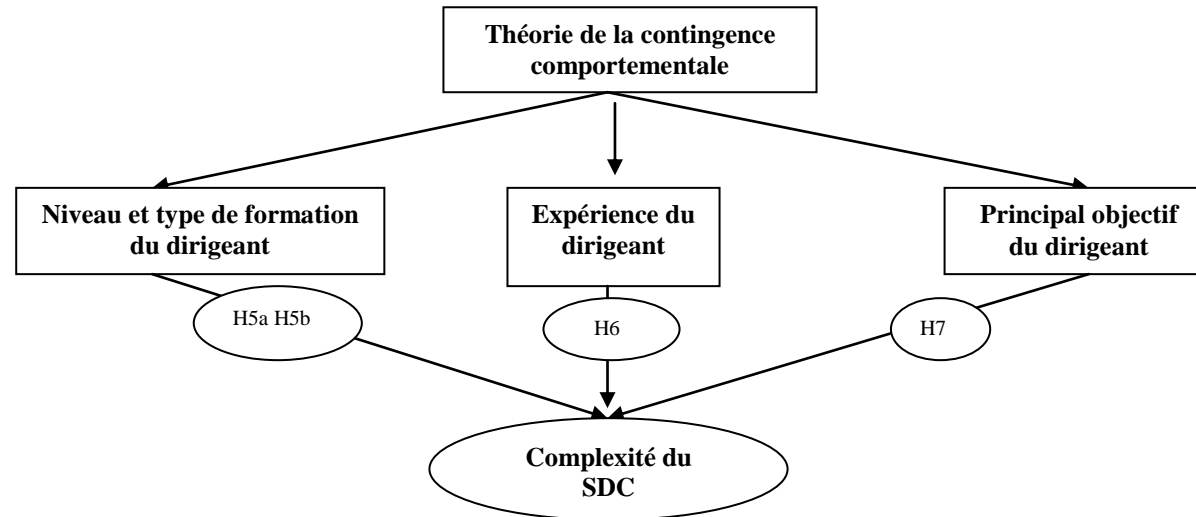 Théorie de la contingence
comportementale
Niveau et type de formation
du dirigeant
Expérience du
dirigeant
Principal objectif
du dirigeant
H5a H5b
H6
H7
Complexité du
SDC